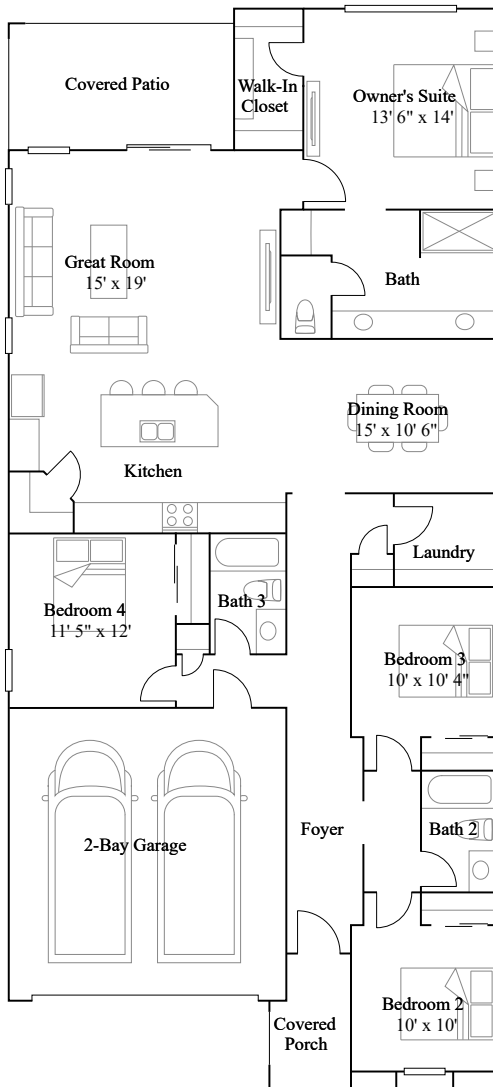 Covered Patio
Walk-In
Closet
Owner's Suite
13' 6" x 14'
Great Room
15' x 19'
Bath
Dining Room
15' x 10' 6"
Kitchen
Laundry
Bedroom 4
11' 5" x 12'
Bath 3
Bedroom 3
10' x 10' 4"
2-Bay Garage
Foyer
Bath 2
Bedroom 2
10' x 10'
Covered
Porch